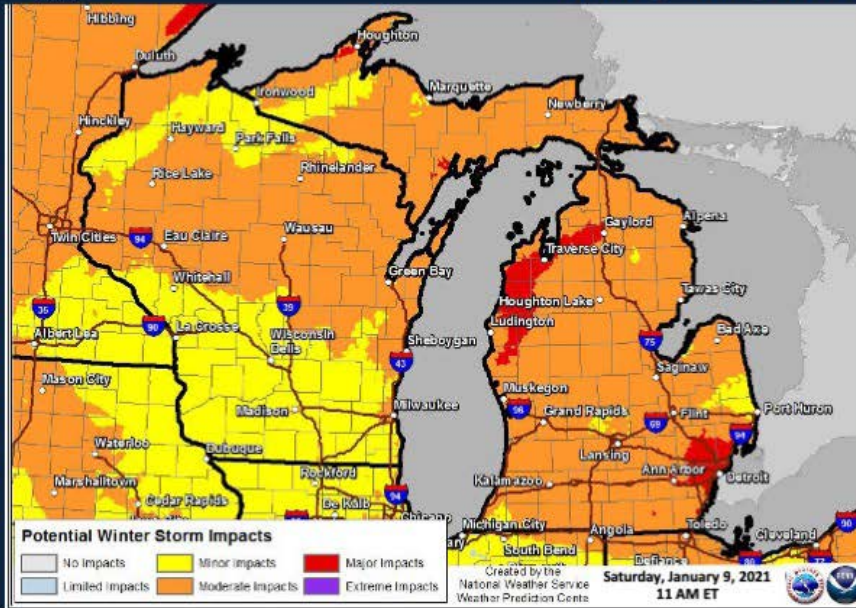 Hibbing
Houghton
Duluth
Ironwood
Marquette
Newberry
Hinckley
Hayward
Park Falls
Rhinelander
Rice Lake
Gaylord
Alpena
Twin Cities
94
Eau Claire
Wausau
Traverse City
Green Bay
Whitehall
Houghton Lake
Tawas City
35
39
Ludington
90
Albert Lea
La Crosse
Wisconsin
Dells
Sheboygan
75
Bad Axe
43
Saginaw
Mason City
Muskegon
Madison
Milwaukee
96
Grand Rapids
69
Flint
Port Huron
94
Waterloo
Dubuque
Lansing
Rockford
Ann Arbor
Marshalltown
Kalamazoo
Detroit
Cedar Rapids
De Kalb
94
Chicago
Michigan City
Angola
Toledo
Cleveland
90
South Bend
Defiance
80
77
Potential Winter Storm Impacts
No Impacts
Minor Impacts
Major Impacts
Limited Impacts
Moderate Impacts
Extreme Impacts
Created by the
National Weather Service
Weather Prediction Cente
Saturday, January 9, 2021
11 AM ET